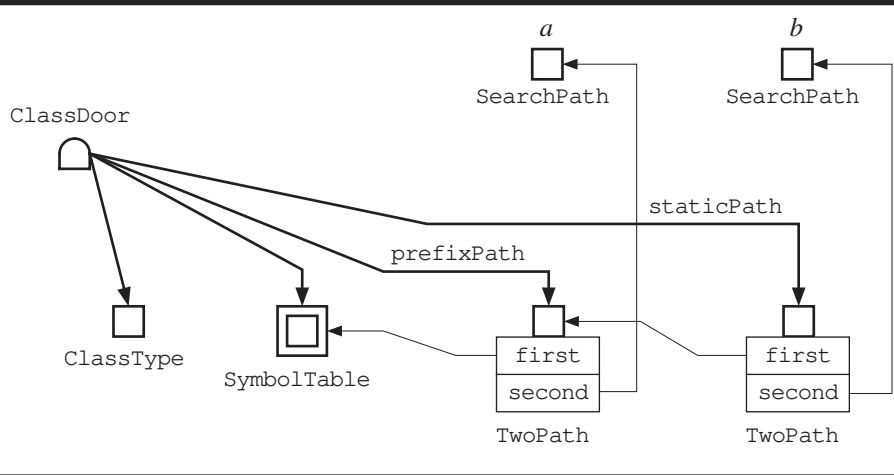 a
b
SearchPath
SearchPath
ClassDoor
staticPath
prefixPath
ClassType
SymbolTable
first
second
TwoPath
first
second
TwoPath